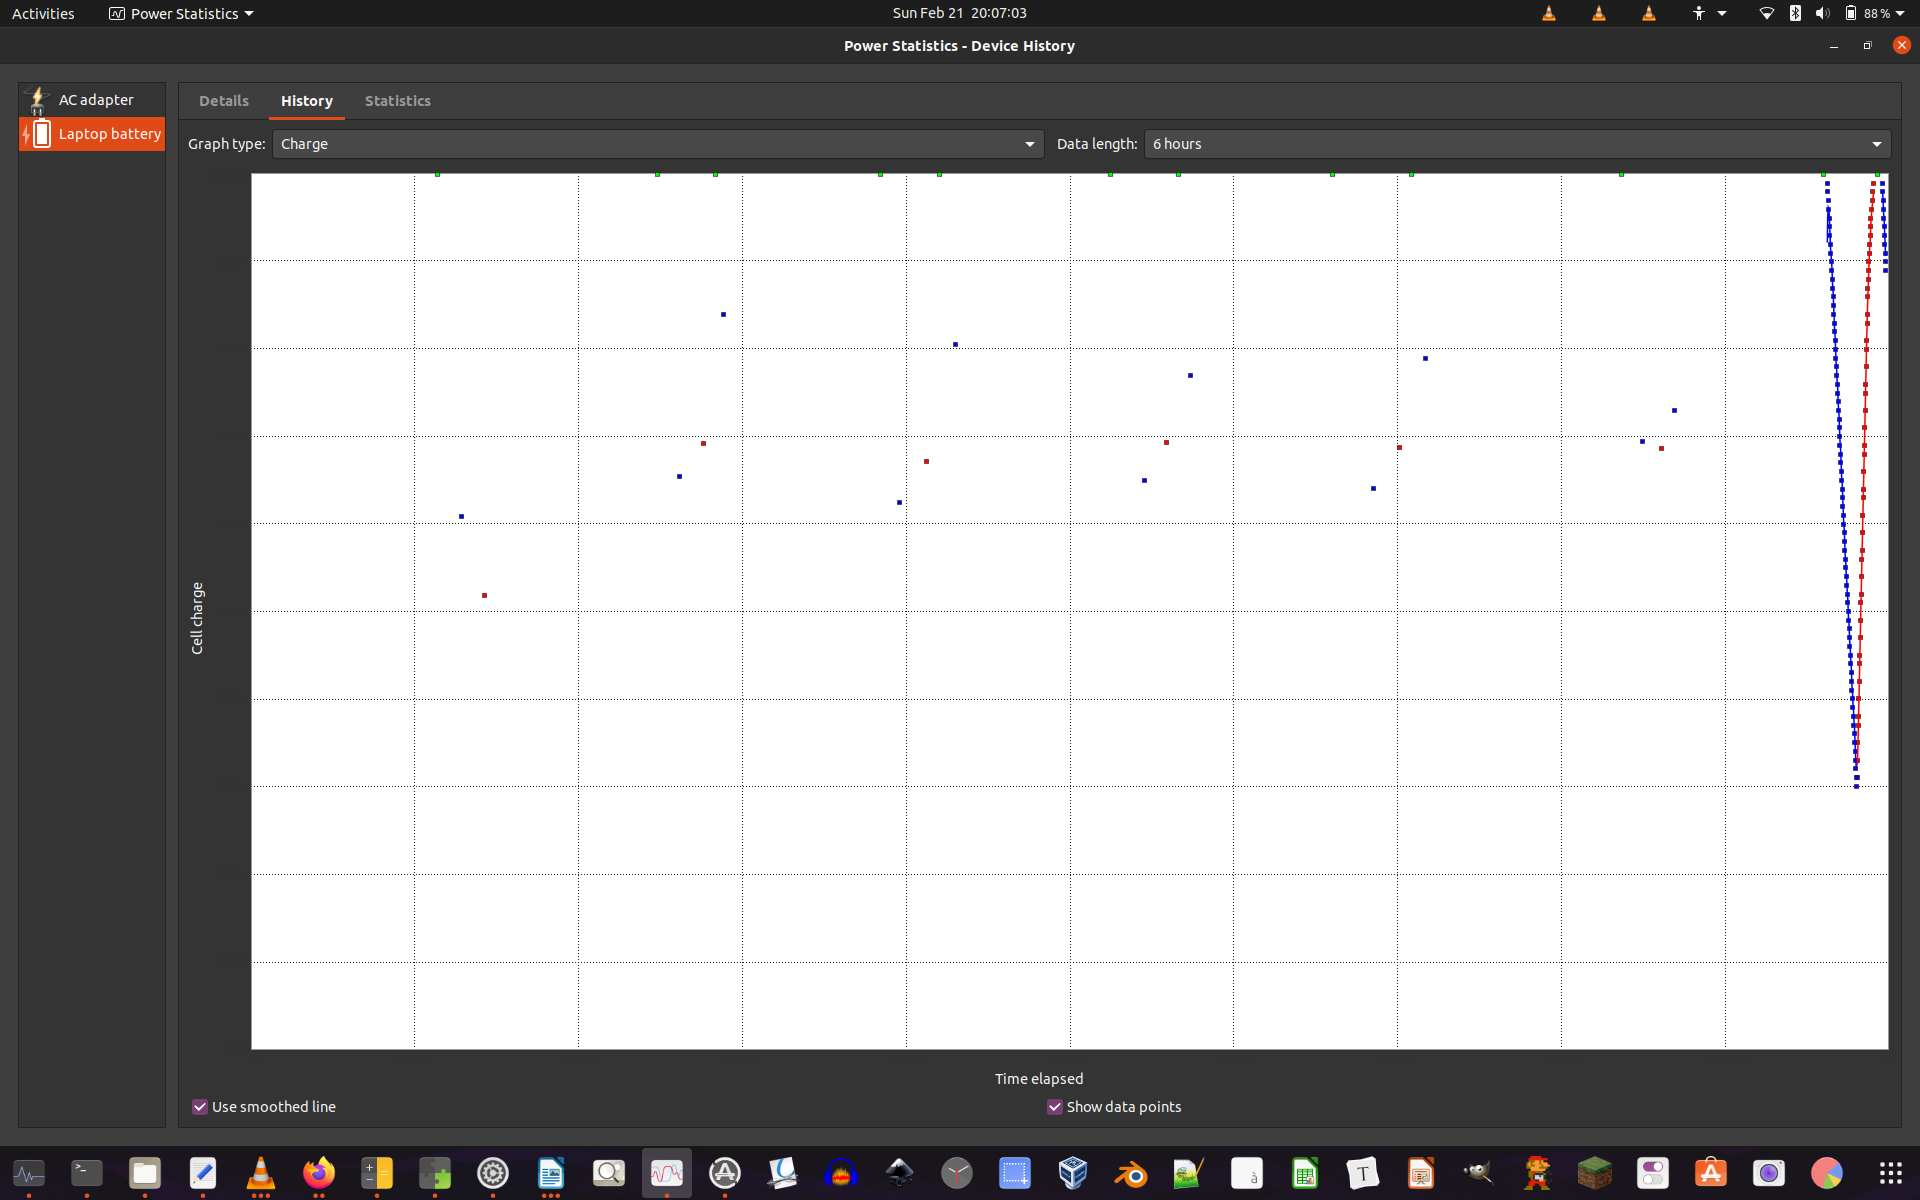 Activities Power Statistics Sun Feb 21 20:07:03 88 %
Power Statistics - Device History
AC adapter
Laptop battery
Details History Statistics
Graph type: Charge Data length: 6 hours
Cell charge
Time elapsed
Use smoothed line Show data points